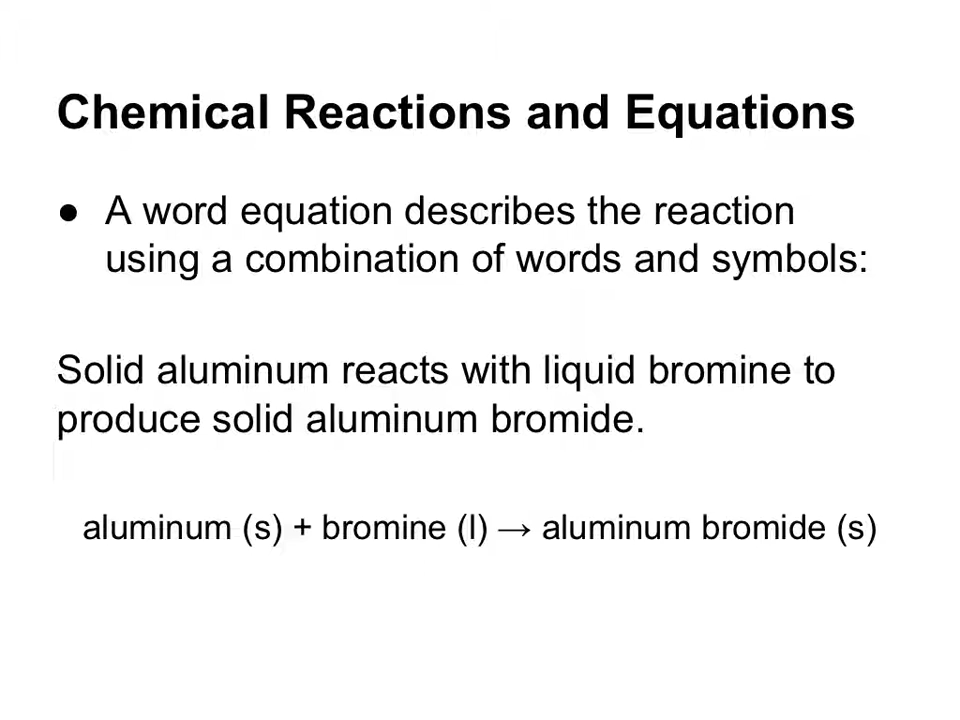 Chemical Reactions and Equations
● A word equation describes the reaction
using a combination of words and symbols:
Solid aluminum reacts with liquid bromine to
produce solid aluminum bromide.
aluminum (s) + bromine (l) → aluminum bromide (s)